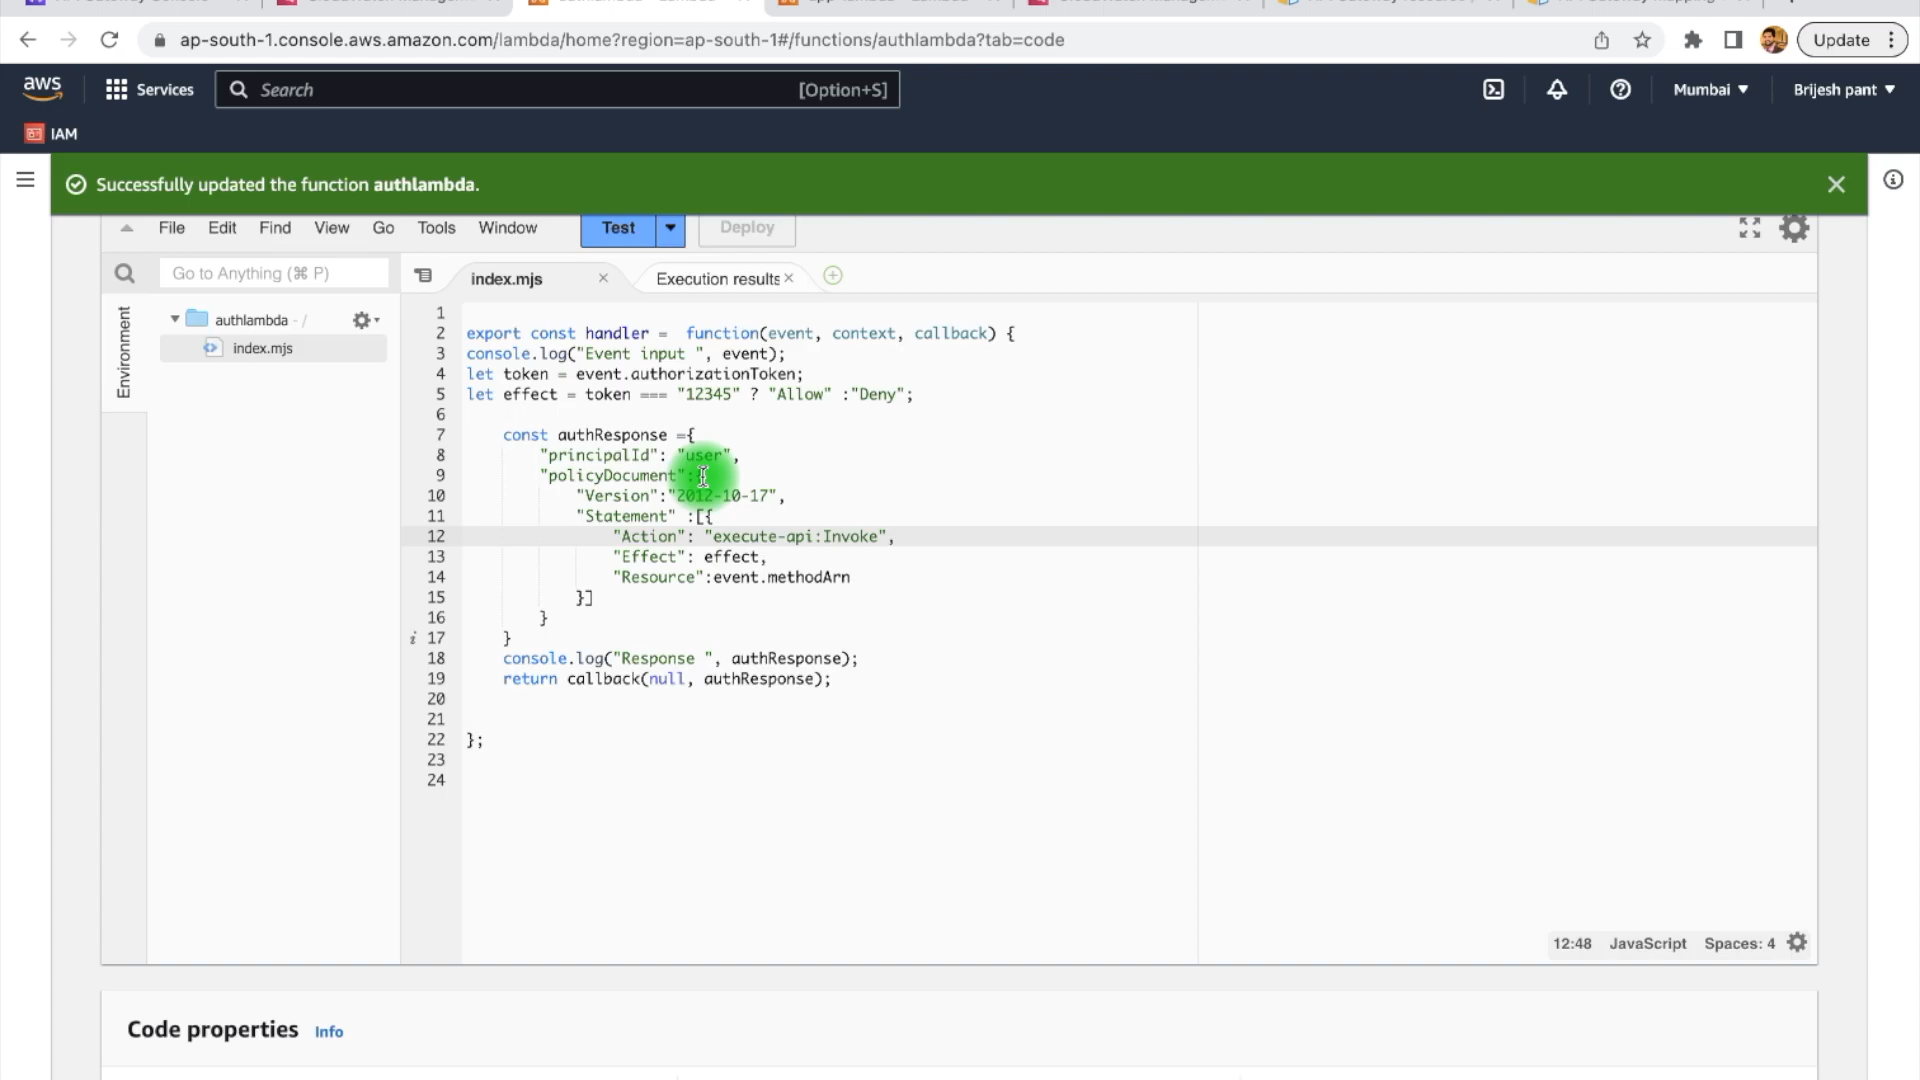 ap-south-1.console.aws.amazon.com/lambda/home?region=ap-south-1#/functions/authlambda?tab=code
Update
aws
Services
Search
[Option+S]
Mumbai
Brijesh pant
IAM
Successfully updated the function authlambda.
File Edit Find View Go Tools Window
Test
Deploy
Go to Anything (⌘ P)
index.mjs
Execution results
Environment
authlambda - /
index.mjs
1
2 export const handler =  function(event, context, callback) {
3 console.log("Event input ", event);
4 let token = event.authorizationToken;
5 let effect = token === "12345" ? "Allow" :"Deny";
6
7 const authResponse ={
8 "principalId": "user",
9 "policyDocument":{
10 "Version":"2012-10-17",
11 "Statement" :[{
12 "Action": "execute-api:Invoke",
13 "Effect": effect,
14 "Resource":event.methodArn
15 }]
16 }
i 17 }
18 console.log("Response ", authResponse);
19 return callback(null, authResponse);
20
21
22 };
23
24
12:48 JavaScript Spaces: 4
Code properties Info